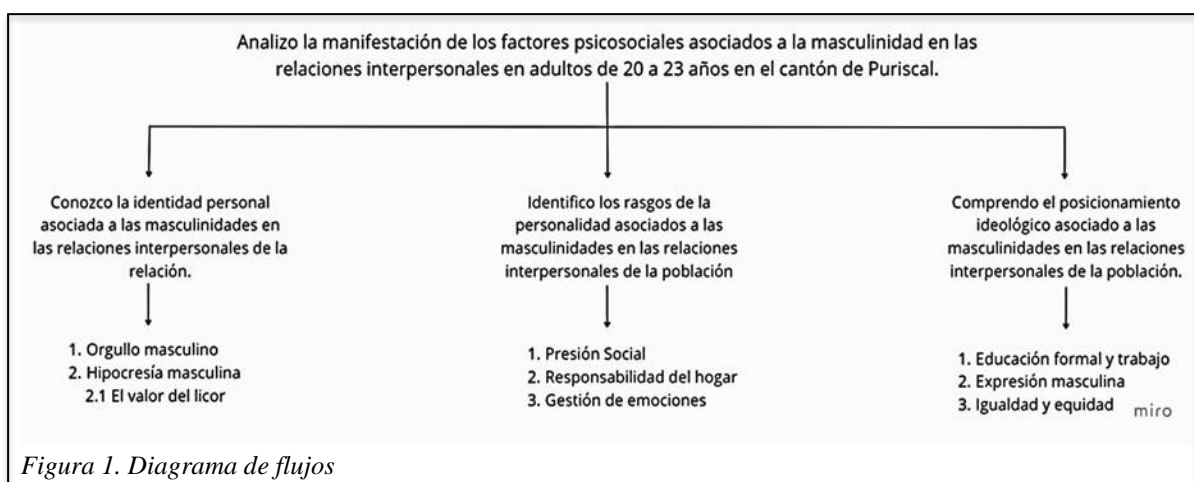 Analizo la manifestación de los factores psicosociales asociados a la masculinidad en las
relaciones interpersonales en adultos de 20 a 23 años en el cantón de Puriscal.
Conozco la identidad personal
asociada a las masculinidades en
las relaciones interpersonales de la
relación.
1. Orgullo masculino
2. Hipocresía masculina
2.1 El valor del licor
Identifico los rasgos de la
personalidad asociados a las
masculinidades en las relaciones
interpersonales de la población
1. Presión Social
2. Responsabilidad del hogar
3. Gestión de emociones
Comprendo el posicionamiento
ideológico asociado a las
masculinidades en las relaciones
interpersonales de la población.
1. Educación formal y trabajo
2. Expresión masculina
3. Igualdad y equidad
miro
Figura 1. Diagrama de flujos